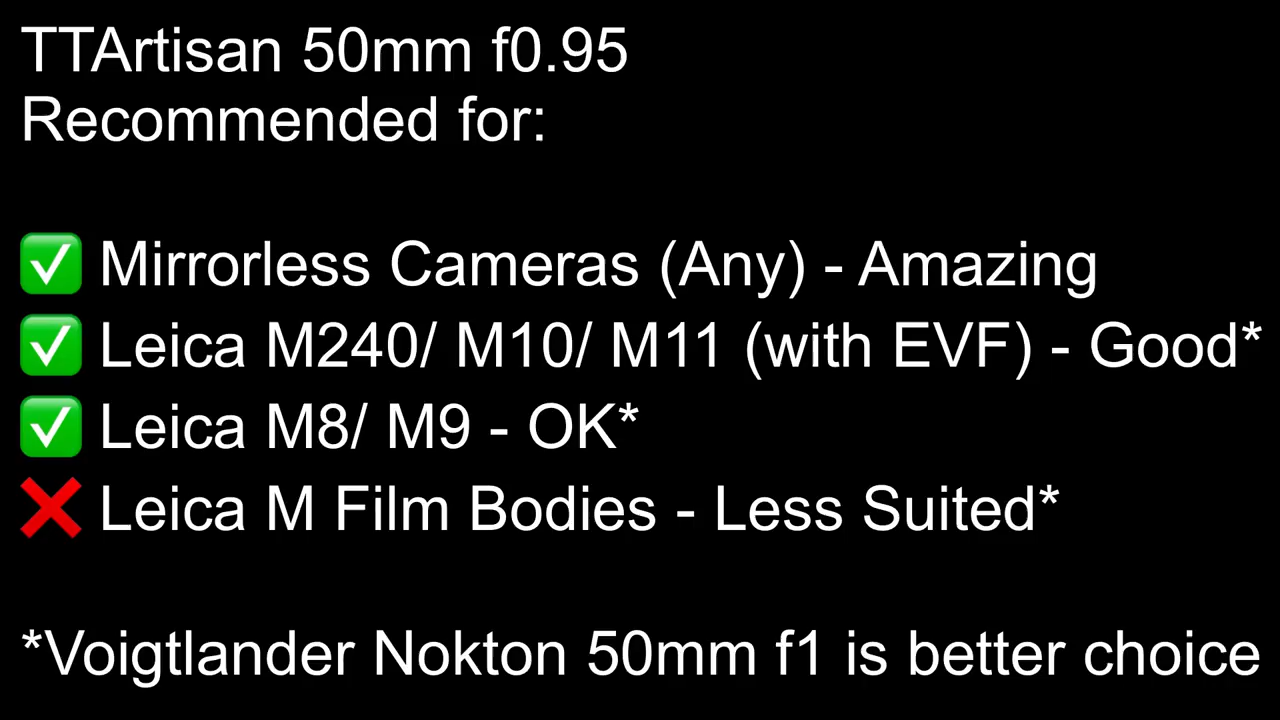 TTArtisan 50mm f0.95
Recommended for:
✅ Mirrorless Cameras (Any) - Amazing
✅ Leica M240/ M10/ M11 (with EVF) - Good*
✅ Leica M8/ M9 - OK*
❌ Leica M Film Bodies - Less Suited*
*Voigtlander Nokton 50mm f1 is better choice